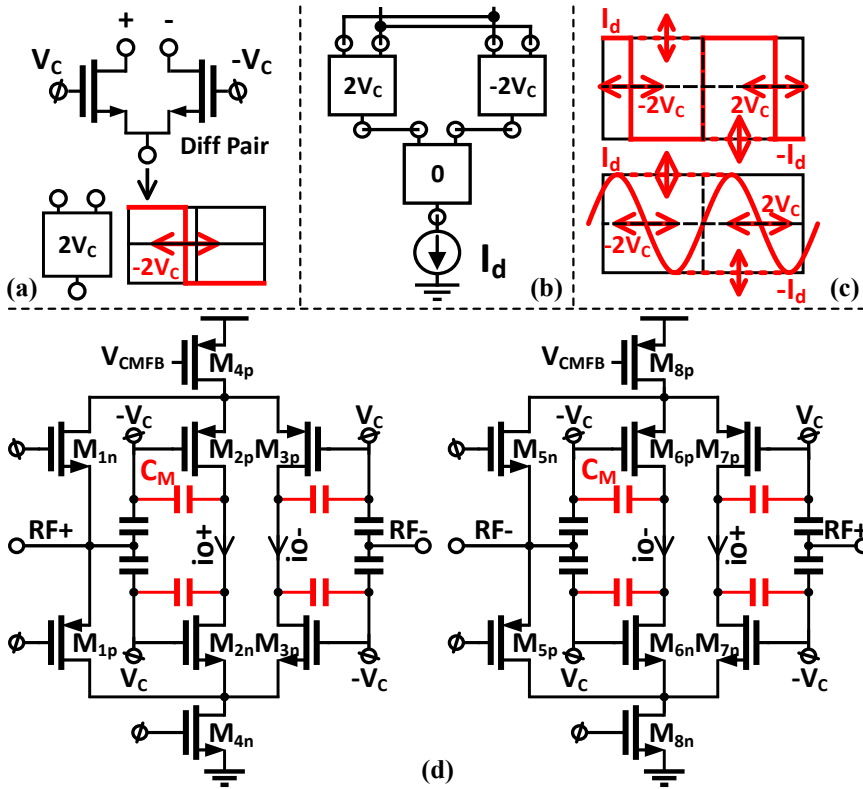 + -
V_C -V_C
Diff Pair
2V_C
-2V_C
(a)
2V_C -2V_C
0
I_d
(b)
I_d
-2V_C 2V_C
-I_d
I_d
2V_C
-2V_C
-I_d
(c)
V_CMFB M_4p
-V_C V_C
M_1n M_2p M_3p
C_M
RF+ io+ io- RF-
M_1p M_2n M_3p
V_C -V_C
M_4n
V_CMFB M_8p
-V_C V_C
M_5n M_6p M_7p
C_M
RF- io- io+ RF+
M_5p M_6n M_7p
V_C -V_C
M_8n
(d)